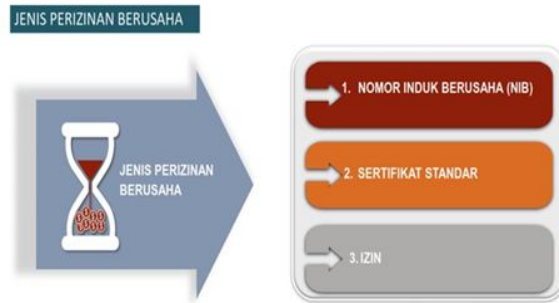 JENIS PERIZINAN BERUSAHA
JENIS PERIZINAN
BERUSAHA
1. NOMOR INDUK BERUSAHA (NIB)
2. SERTIFIKAT STANDAR
3. IZIN